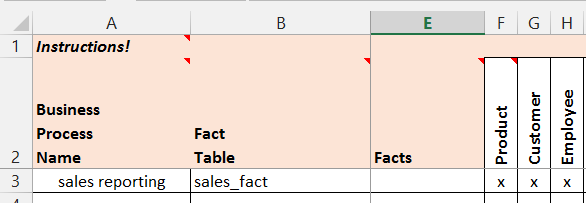 A B E F G H
1 Instructions!
Business
Process Fact
2 Name Table Facts Product Customer Employee
3 sales reporting sales_fact x x x